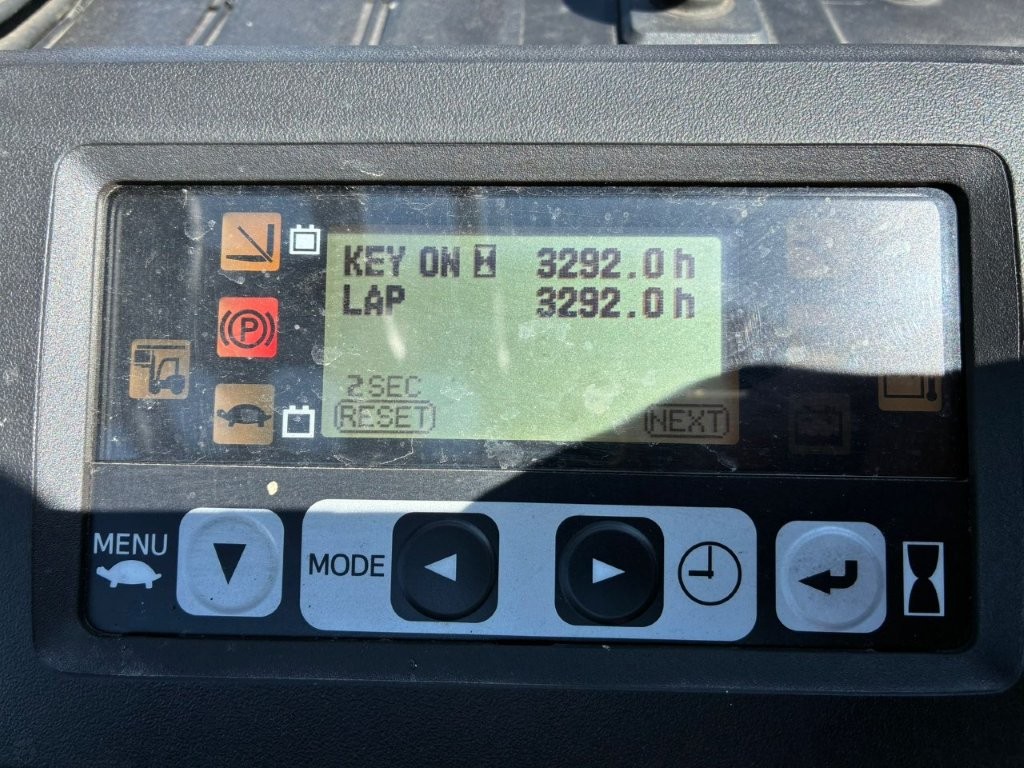 KEY ON 3292.0 h
LAP 3292.0 h
2SEC
RESET NEXT
P
MENU MODE